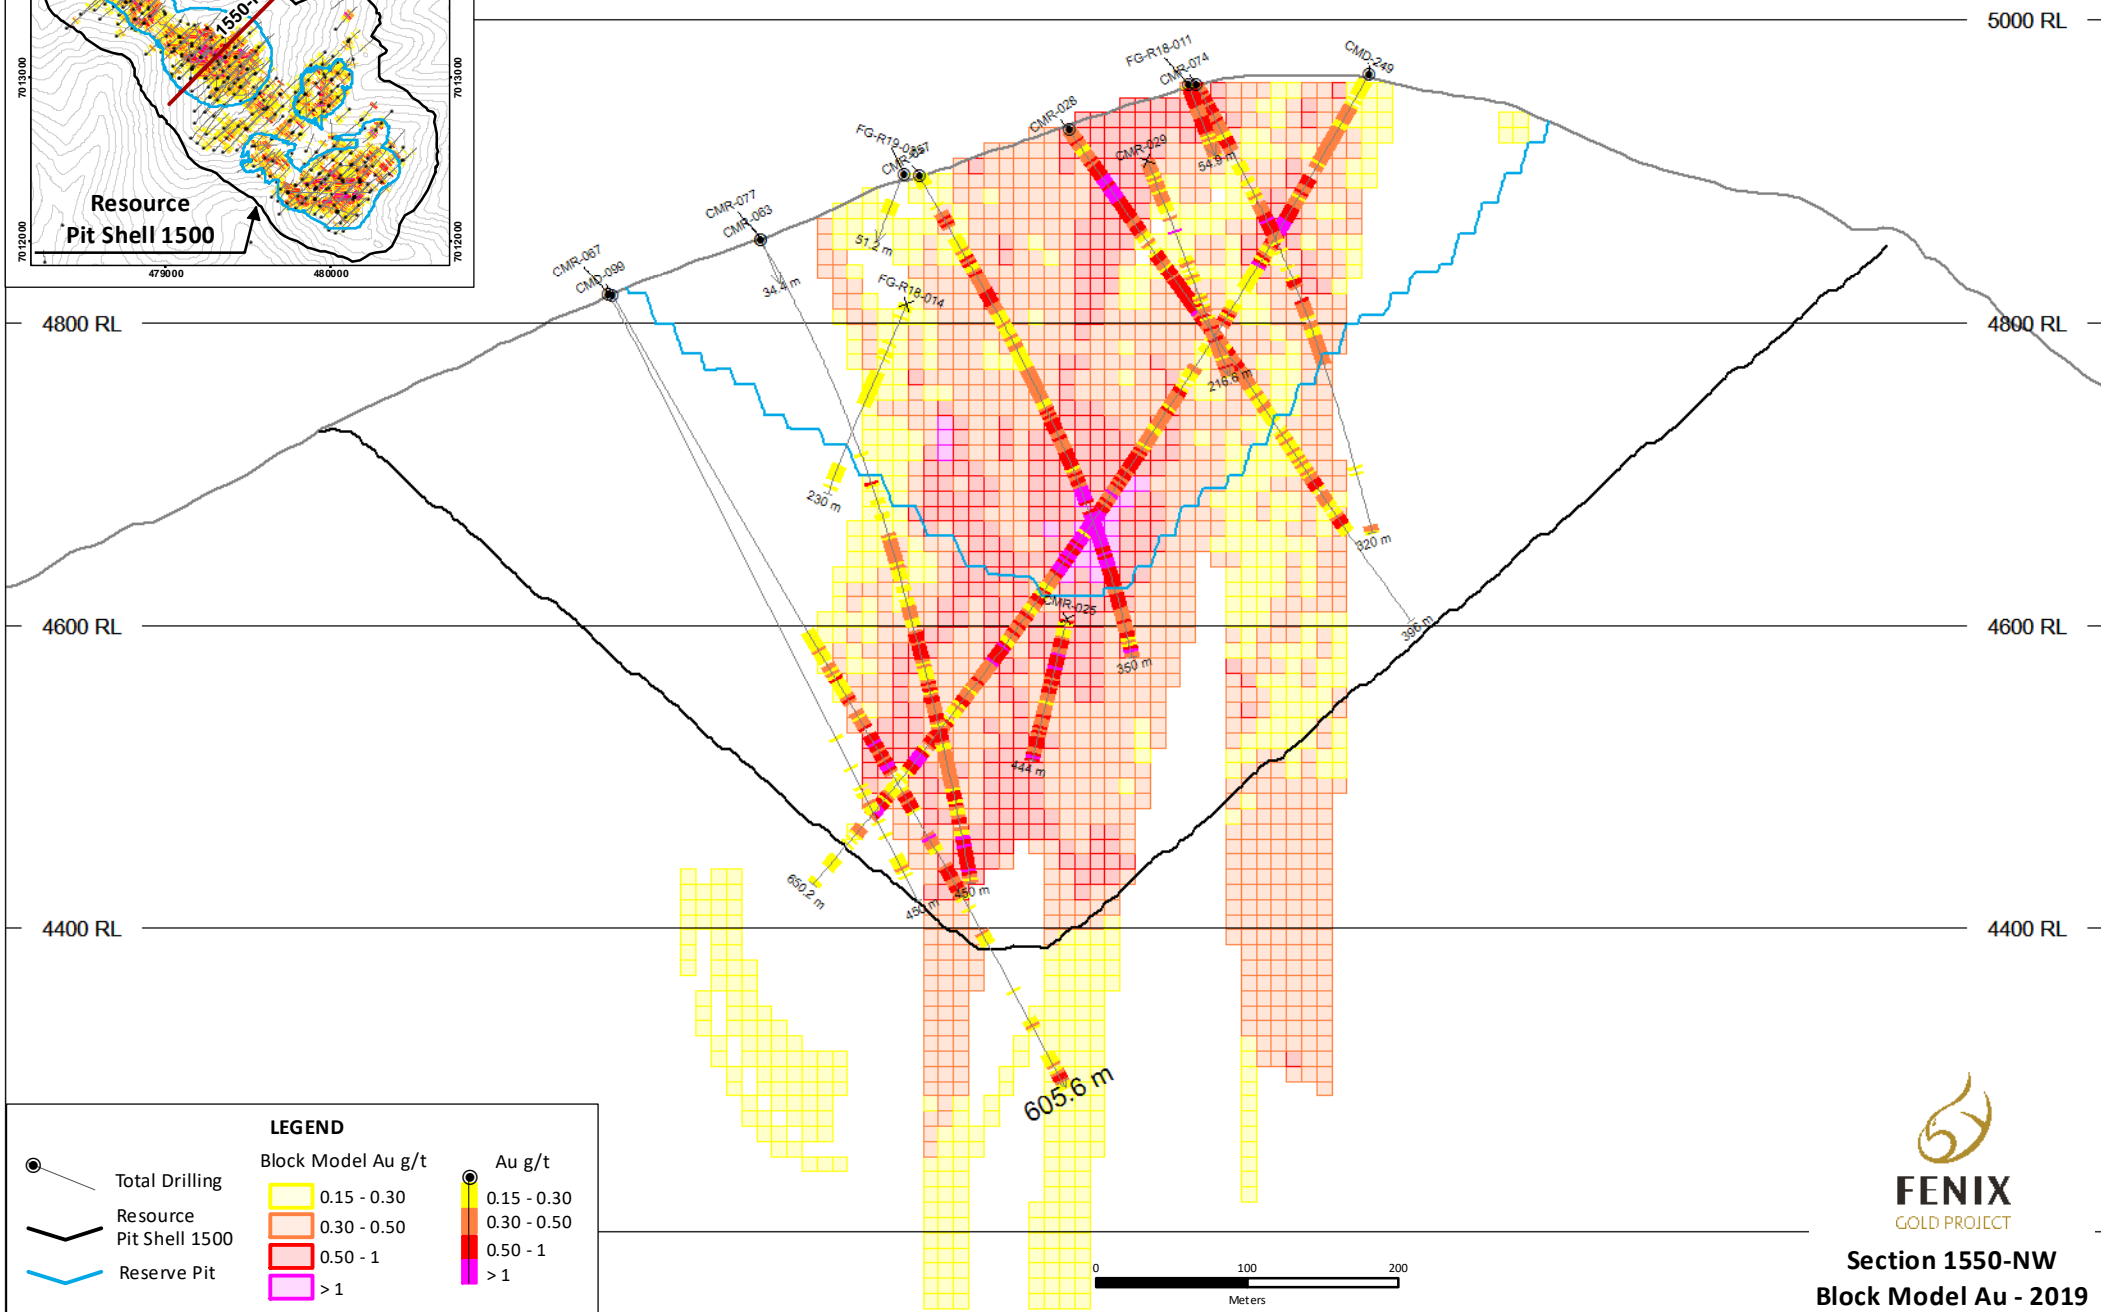 1550-
7013000
7013000
7012000
7012000
479000
480000
Resource
Pit Shell 1500
5000 RL
4800 RL
4800 RL
4600 RL
4600 RL
4400 RL
4400 RL
FG-R18-011
CMR-074
CMD-249
CMR-028
CMR-029
54.9 m
FG-R19-
CMR-
51.2 m
CMR-077
CMR-063
34.4 m
CMR-067
CMD-099
FG-R18-014
216.6 m
230 m
320 m
396 m
CMR-025
350 m
444 m
650.2 m
450 m
450 m
605.6 m
LEGEND
Total Drilling
Resource
Pit Shell 1500
Reserve Pit
Block Model Au g/t
0.15 - 0.30
0.30 - 0.50
0.50 - 1
> 1
Au g/t
0.15 - 0.30
0.30 - 0.50
0.50 - 1
> 1
0 100 200
Meters
FENIX
GOLD PROJECT
Section 1550-NW
Block Model Au - 2019